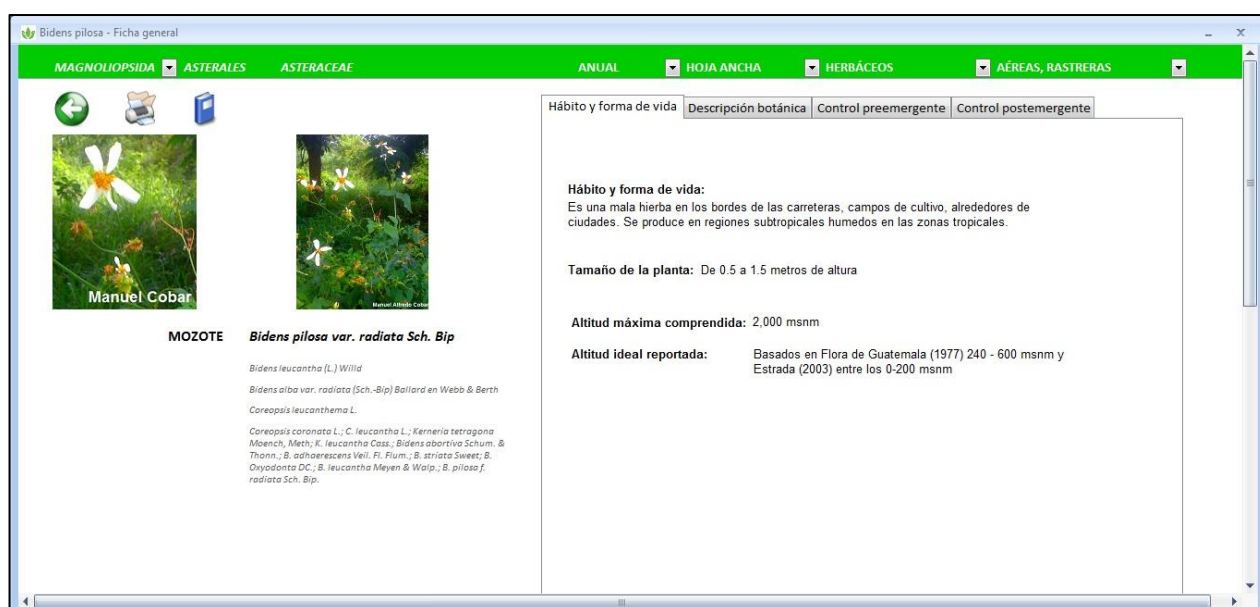 Bidens pilosa - Ficha general
MAGNOLIOPSIDA ASTERALES ASTERACEAE ANUAL HOJA ANCHA HERBÁCEOS AÉREAS, RASTRERAS
Hábito y forma de vida Descripción botánica Control preemergente Control postemergente
Manuel Cobar
Manuel Alfredo Cobar
MOZOTE Bidens pilosa var. radiata Sch. Bip
Bidens leucantha (L.) Willd
Bidens alba var. radiata (Sch.-Bip) Ballard en Webb & Berth
Coreopsis leucanthema L.
Coreopsis coronata L.; C. leucantha L.; Kerneria tetragona
Moench, Meth; K. leucantha Cass.; Bidens abortiva Schum. &
Thonn.; B. adhaerescens Vell. Fl. Flum.; B. striata Sweet; B.
Oxyodonta DC.; B. leucantha Meyen & Walp.; B. pilosa f.
radiata Sch. Bip.
Hábito y forma de vida:
Es una mala hierba en los bordes de las carreteras, campos de cultivo, alrededores de
ciudades. Se produce en regiones subtropicales humedos en las zonas tropicales.
Tamaño de la planta: De 0.5 a 1.5 metros de altura
Altitud máxima comprendida: 2,000 msnm
Altitud ideal reportada: Basados en Flora de Guatemala (1977) 240 - 600 msnm y
Estrada (2003) entre los 0-200 msnm